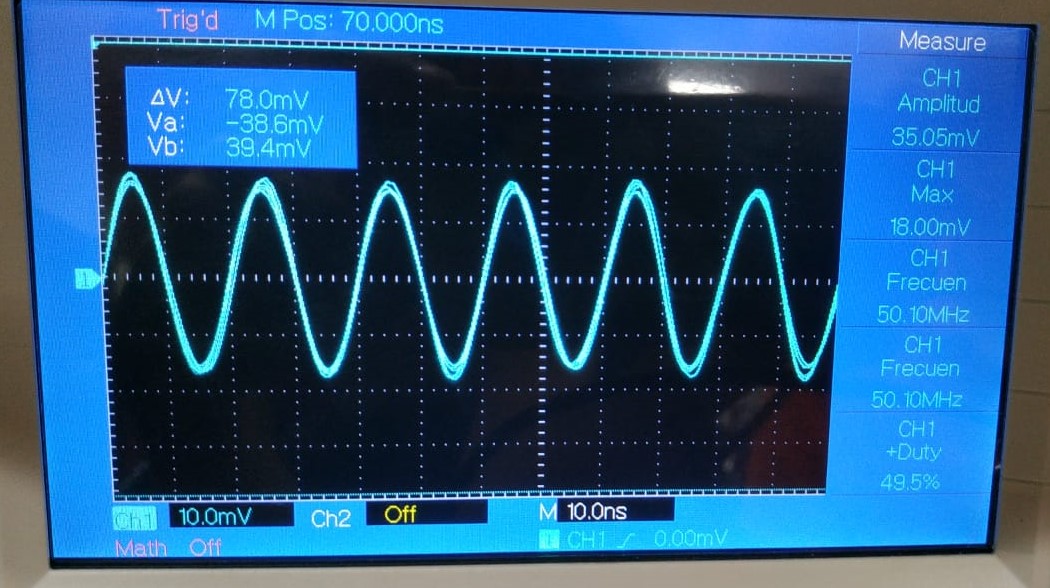 Trig'd M Pos: 70.000ns
Measure
ΔV: 78.0mV
Va: -38.6mV
Vb: 39.4mV
CH1
Amplitud
35.05mV
CH1
Max
18.00mV
CH1
Frecuen
50.10MHz
CH1
Frecuen
50.10MHz
CH1
+Duty
49.5%
1
Ch1 10.0mV Ch2 Off M 10.0ns
Math Off 1 CH1 0.00mV